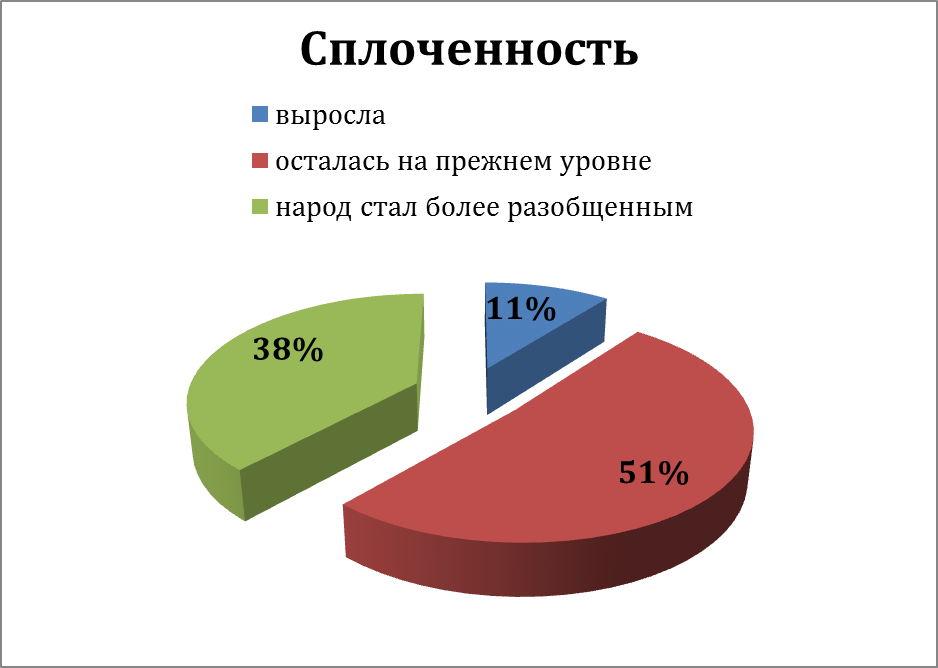 Сплоченность
выросла
осталась на прежнем уровне
народ стал более разобщенным
11%
38%
51%